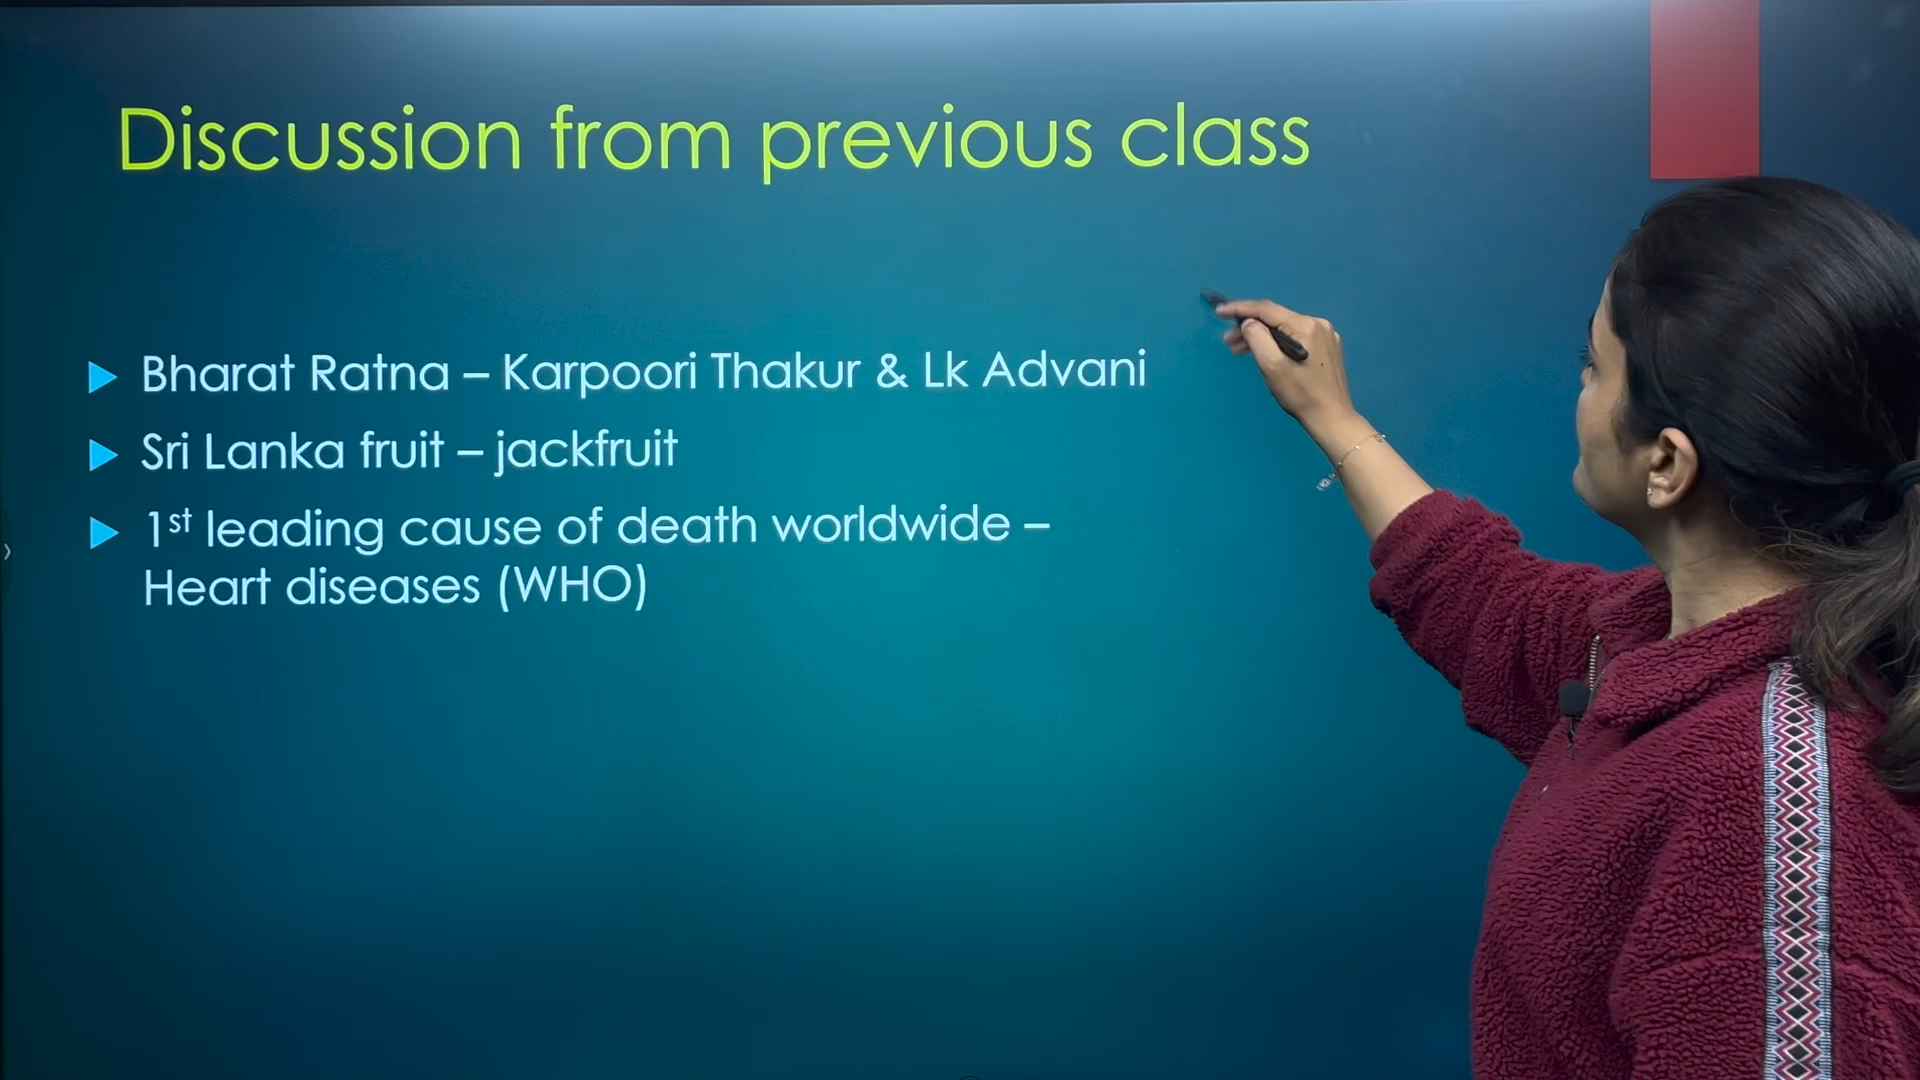 Discussion from previous class
Bharat Ratna – Karpoori Thakur & Lk Advani
Sri Lanka fruit – jackfruit
1st leading cause of death worldwide –
Heart diseases (WHO)